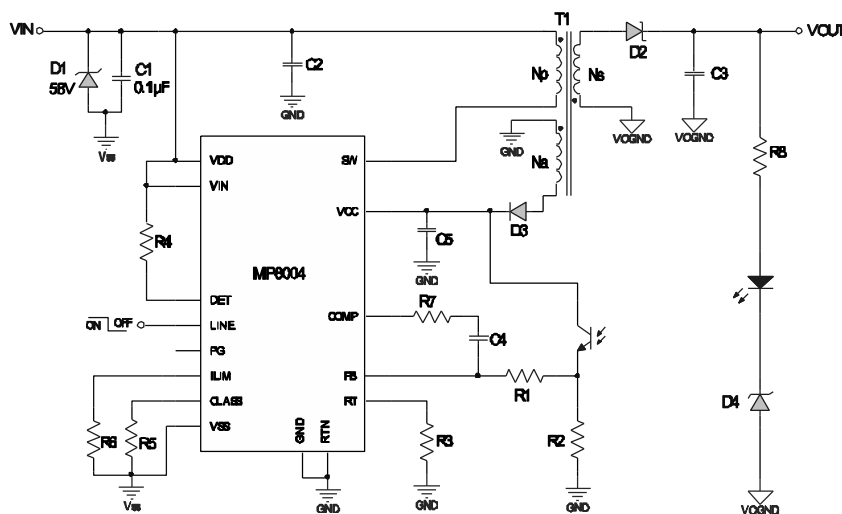 T1
VIN
VOUT
D2
D1
58V
C1
0.1μF
C2
Np
Ns
C3
GND
Vss
VOGND
VOGND
GND
Na
R8
VDD
SW
VIN
VCC
D3
C5
R4
GND
MP8004
DET
COMP
R7
ON
OFF
LINE
C4
PG
ILIM
FB
R1
CLASS
RT
D4
R6
R5
VSS
GND
RTN
R3
R2
Vss
GND
GND
GND
VOGND